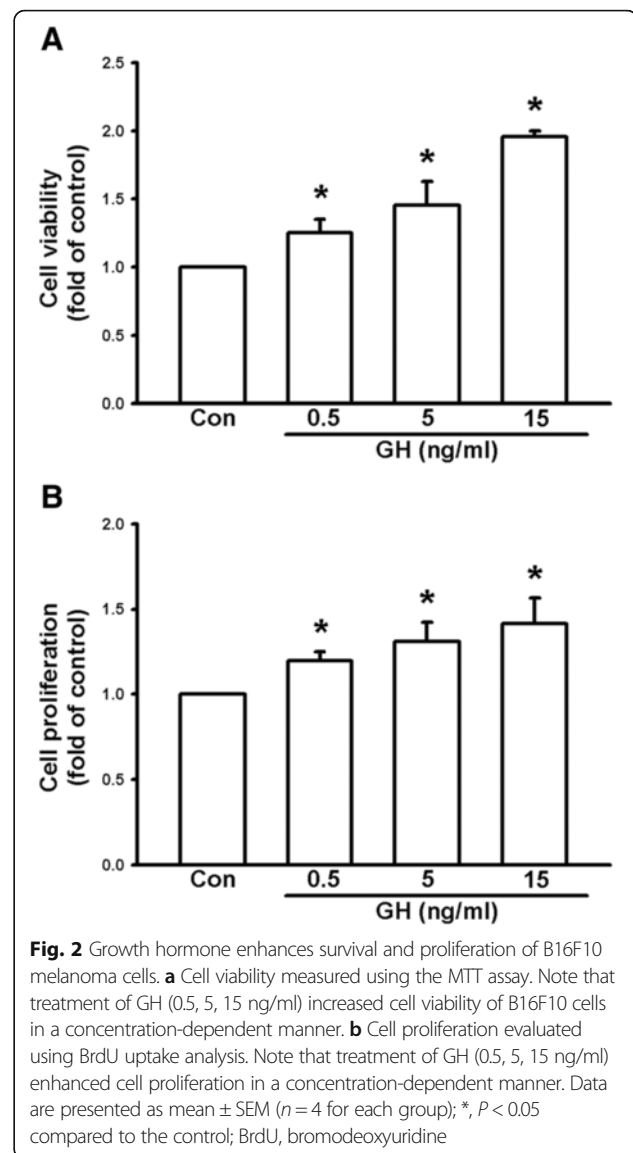 A
Cell viability
(fold of control)
2.5
2.0
1.5
1.0
0.5
0.0
*
*
*
Con
0.5
5
15
GH (ng/ml)
B
Cell proliferation
(fold of control)
2.0
1.5
1.0
0.5
0.0
*
*
*
Con
0.5
5
15
GH (ng/ml)
Fig. 2 Growth hormone enhances survival and proliferation of B16F10
melanoma cells. a Cell viability measured using the MTT assay. Note that
treatment of GH (0.5, 5, 15 ng/ml) increased cell viability of B16F10 cells
in a concentration-dependent manner. b Cell proliferation evaluated
using BrdU uptake analysis. Note that treatment of GH (0.5, 5, 15 ng/ml)
enhanced cell proliferation in a concentration-dependent manner. Data
are presented as mean ± SEM (n = 4 for each group); *, P < 0.05
compared to the control; BrdU, bromodeoxyuridine